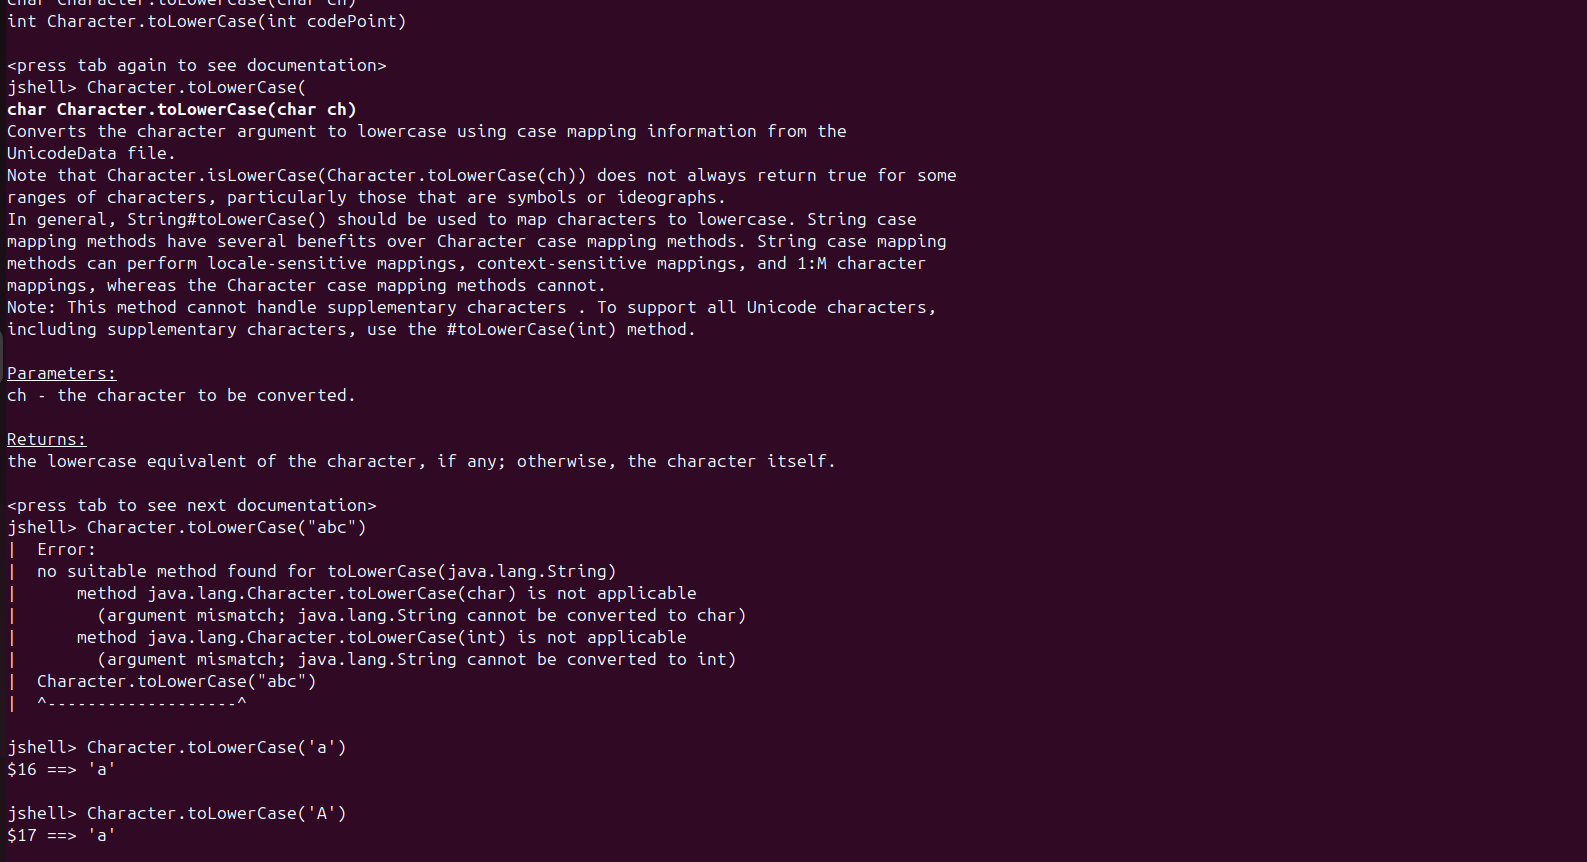 char Character.toLowerCase(char ch)
int Character.toLowerCase(int codePoint)
<press tab again to see documentation>
jshell> Character.toLowerCase(
char Character.toLowerCase(char ch)
Converts the character argument to lowercase using case mapping information from the
UnicodeData file.
Note that Character.isLowerCase(Character.toLowerCase(ch)) does not always return true for some
ranges of characters, particularly those that are symbols or ideographs.
In general, String#toLowerCase() should be used to map characters to lowercase. String case
mapping methods have several benefits over Character case mapping methods. String case mapping
methods can perform locale-sensitive mappings, context-sensitive mappings, and 1:M character
mappings, whereas the Character case mapping methods cannot.
Note: This method cannot handle supplementary characters . To support all Unicode characters,
including supplementary characters, use the #toLowerCase(int) method.
Parameters:
ch - the character to be converted.
Returns:
the lowercase equivalent of the character, if any; otherwise, the character itself.
<press tab to see next documentation>
jshell> Character.toLowerCase("abc")
|  Error:
|  no suitable method found for toLowerCase(java.lang.String)
|      method java.lang.Character.toLowerCase(char) is not applicable
|        (argument mismatch; java.lang.String cannot be converted to char)
|      method java.lang.Character.toLowerCase(int) is not applicable
|        (argument mismatch; java.lang.String cannot be converted to int)
|  Character.toLowerCase("abc")
|  ^-------------------^
jshell> Character.toLowerCase('a')
$16 ==> 'a'
jshell> Character.toLowerCase('A')
$17 ==> 'a'